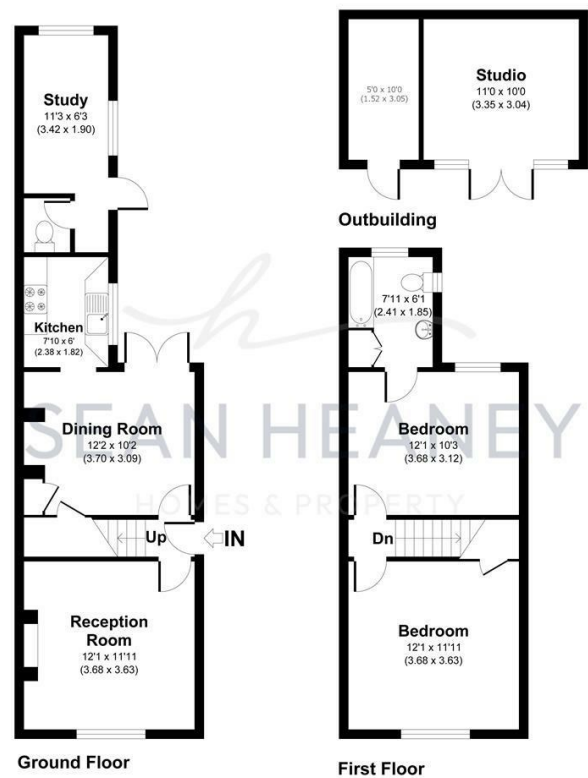 Study
11'3 x 6'3
(3.42 x 1.90)
Kitchen
7'10 x 6'
(2.38 x 1.82)
Dining Room
12'2 x 10'2
(3.70 x 3.09)
Up
IN
Reception
Room
12'1 x 11'11
(3.68 x 3.63)
Ground Floor
5'0 x 10'0
(1.52 x 3.05)
Studio
11'0 x 10'0
(3.35 x 3.04)
Outbuilding
7'11 x 6'1
(2.41 x 1.85)
Bedroom
12'1 x 10'3
(3.68 x 3.12)
Dn
Bedroom
12'1 x 11'11
(3.68 x 3.63)
First Floor
SEAN HEANEY
HOMES & PROPERTY